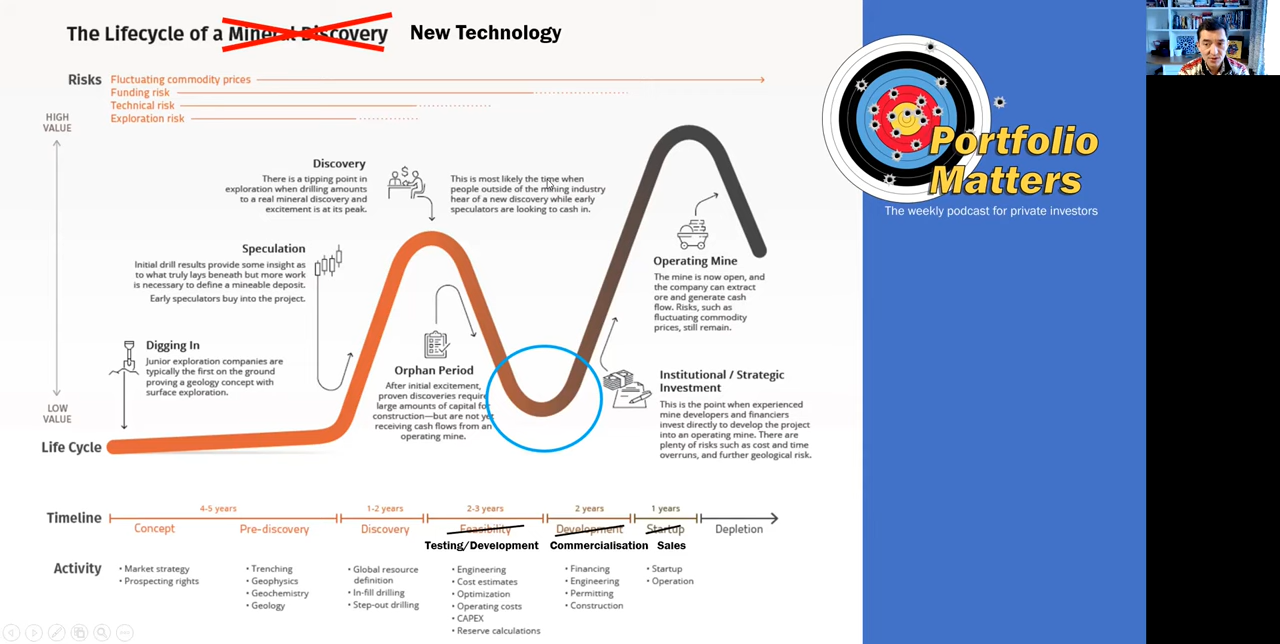 The Lifecycle of a Mineral Discovery New Technology
Risks
Fluctuating commodity prices
Funding risk
Technical risk
Exploration risk
HIGH
VALUE
LOW
VALUE
Discovery
There is a tipping point in
exploration when drilling amounts
to a real mineral discovery and
excitement is at its peak.
This is most likely the time when
people outside of the mining industry
hear of a new discovery while early
speculators are looking to cash in.
Speculation
Initial drill results provide some insight as
to what truly lays beneath but more work
is necessary to define a mineable deposit.
Early speculators buy into the project.
Digging In
Junior exploration companies are
typically the first on the ground
proving a geology concept with
surface exploration.
Orphan Period
After initial excitement,
proven discoveries require
large amounts of capital for
construction—but are not yet
receiving cash flows from an
operating mine.
Operating Mine
The mine is now open, and
the company can extract
ore and generate cash
flow. Risks, such as
fluctuating commodity
prices, still remain.
Institutional / Strategic
Investment
This is the point when experienced
mine developers and financiers
invest directly to develop the project
into an operating mine. There are
plenty of risks such as cost and time
overruns, and further geological risk.
Life Cycle
Timeline
4-5 years
1-2 years
2-3 years
2 years
1 years
Concept
Pre-discovery
Discovery
Feasibility
Development
Startup
Depletion
Testing/Development
Commercialisation
Sales
Activity
• Market strategy
• Prospecting rights
• Trenching
• Geophysics
• Geochemistry
• Geology
• Global resource
definition
• In-fill drilling
• Step-out drilling
• Engineering
• Cost estimates
• Optimization
• Operating costs
• CAPEX
• Reserve calculations
• Financing
• Engineering
• Permitting
• Construction
• Startup
• Operation
Portfolio
Matters
The weekly podcast for private investors